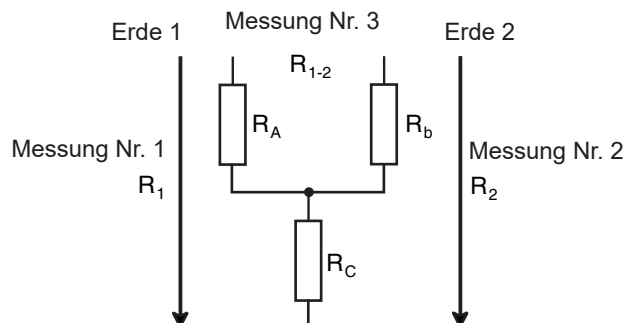 Messung Nr. 3
Erde 1
Erde 2
R1-2
RA
Rb
Messung Nr. 1
R1
Messung Nr. 2
R2
RC